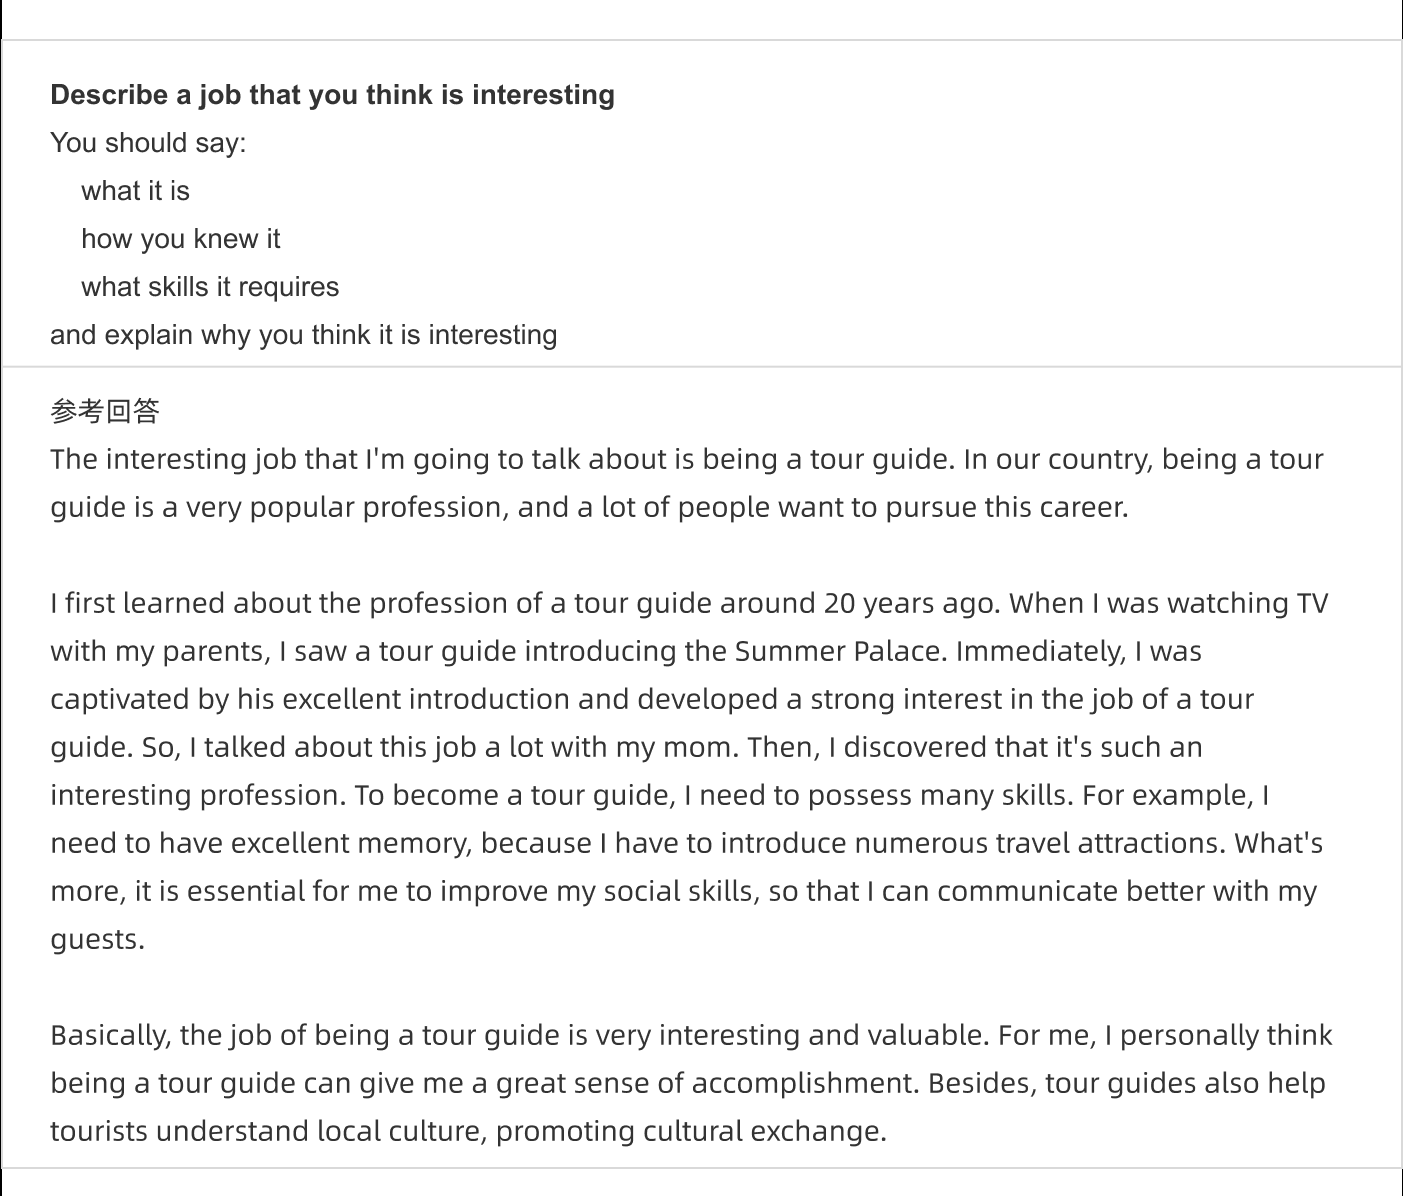 Describe a job that you think is interesting
You should say:
what it is
how you knew it
what skills it requires
and explain why you think it is interesting
参考回答
The interesting job that I'm going to talk about is being a tour guide. In our country, being a tour
guide is a very popular profession, and a lot of people want to pursue this career.
I first learned about the profession of a tour guide around 20 years ago. When I was watching TV
with my parents, I saw a tour guide introducing the Summer Palace. Immediately, I was
captivated by his excellent introduction and developed a strong interest in the job of a tour
guide. So, I talked about this job a lot with my mom. Then, I discovered that it's such an
interesting profession. To become a tour guide, I need to possess many skills. For example, I
need to have excellent memory, because I have to introduce numerous travel attractions. What's
more, it is essential for me to improve my social skills, so that I can communicate better with my
guests.
Basically, the job of being a tour guide is very interesting and valuable. For me, I personally think
being a tour guide can give me a great sense of accomplishment. Besides, tour guides also help
tourists understand local culture, promoting cultural exchange.